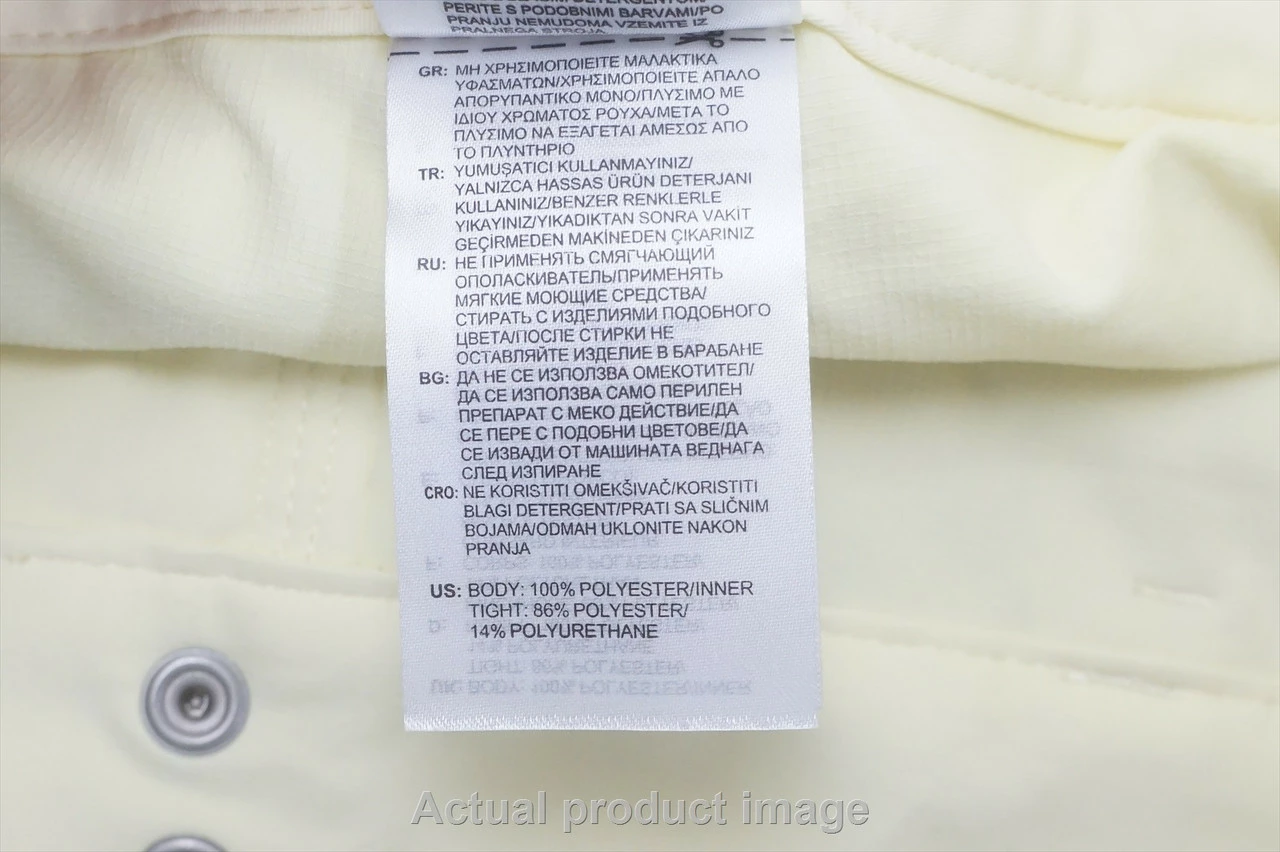 PERITE S PODOBNIMI BARVAMI/PO
PRANJU NEMUDOMA VZEMITE IZ
PRALNEGA STROJA
GR: ΜΗ ΧΡΗΣΙΜΟΠΟΙΕΙΤΕ ΜΑΛΑΚΤΙΚΑ
ΥΦΑΣΜΑΤΩΝ/ΧΡΗΣΙΜΟΠΟΙΕΙΤΕ ΑΠΑΛΟ
ΑΠΟΡΥΠΑΝΤΙΚΟ ΜΟΝΟ/ΠΛΥΣΙΜΟ ΜΕ
ΙΔΙΟΥ ΧΡΩΜΑΤΟΣ ΡΟΥΧΑ/ΜΕΤΑ ΤΟ
ΠΛΥΣΙΜΟ ΝΑ ΕΞΑΓΕΤΑΙ ΑΜΕΣΩΣ ΑΠΟ
ΤΟ ΠΛΥΝΤΗΡΙΟ
TR: YUMUŞATICI KULLANMAYINIZ/
YALNIZCA HASSAS ÜRÜN DETERJANI
KULLANINIZ/BENZER RENKLERLE
YIKAYINIZ/YIKADIKTAN SONRA VAKİT
GEÇİRMEDEN MAKİNEDEN ÇIKARINIZ
RU: НЕ ПРИМЕНЯТЬ СМЯГЧАЮЩИЙ
ОПОЛАСКИВАТЕЛЬ/ПРИМЕНЯТЬ
МЯГКИЕ МОЮЩИЕ СРЕДСТВА/
СТИРАТЬ С ИЗДЕЛИЯМИ ПОДОБНОГО
ЦВЕТА/ПОСЛЕ СТИРКИ НЕ
ОСТАВЛЯЙТЕ ИЗДЕЛИЕ В БАРАБАНЕ
BG: ДА НЕ СЕ ИЗПОЛЗВА ОМЕКОТИТЕЛ/
ДА СЕ ИЗПОЛЗВА САМО ПЕРИЛЕН
ПРЕПАРАТ С МЕКО ДЕЙСТВИЕ/ДА
СЕ ПЕРЕ С ПОДОБНИ ЦВЕТОВЕ/ДА
СЕ ИЗВАДИ ОТ МАШИНАТА ВЕДНАГА
СЛЕД ИЗПИРАНЕ
CRO: NE KORISTITI OMEKŠIVAČ/KORISTITI
BLAGI DETERGENT/PRATI SA SLIČNIM
BOJAMA/ODMAH UKLONITE NAKON
PRANJA
US: BODY: 100% POLYESTER/INNER
TIGHT: 86% POLYESTER/
14% POLYURETHANE
Actual product image